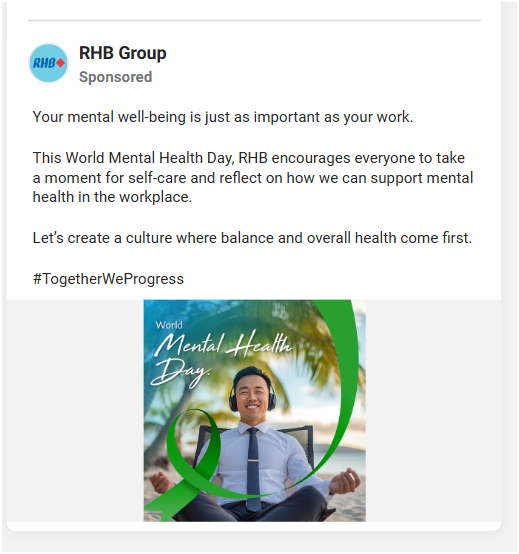 RHB
RHB Group
Sponsored
Your mental well-being is just as important as your work.
This World Mental Health Day, RHB encourages everyone to take
a moment for self-care and reflect on how we can support mental
health in the workplace.
Let’s create a culture where balance and overall health come first.
#TogetherWeProgress
World
Mental Health
Day.